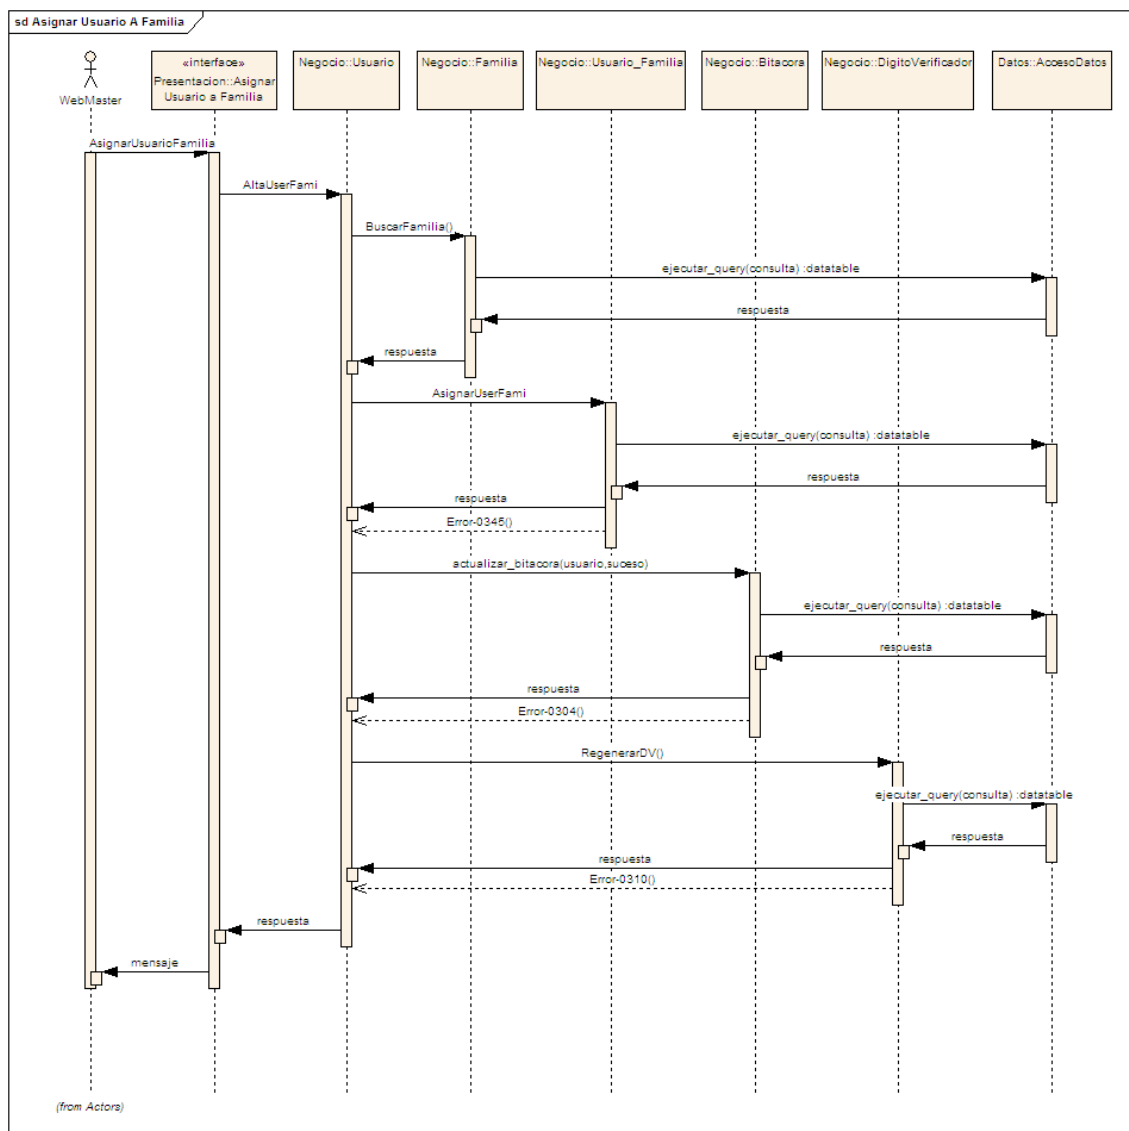 sd Asignar Usuario A Familia
WebMaster
«interface»
Presentacion::Asignar
Usuario a Familia
Negocio::Usuario
Negocio::Familia
Negocio::Usuario_Familia
Negocio::Bitacora
Negocio::DigitoVerificador
Datos::AccesoDatos
AsignarUsuarioFamilia
AltaUserFami
BuscarFamilia()
ejecutar_query(consulta) :datatable
respuesta
respuesta
AsignarUserFami
ejecutar_query(consulta) :datatable
respuesta
respuesta
Error-0345()
actualizar_bitacora(usuario,suceso)
ejecutar_query(consulta) :datatable
respuesta
respuesta
Error-0304()
RegenerarDV()
ejecutar_query(consulta) :datatable
respuesta
respuesta
Error-0310()
respuesta
mensaje
(from Actors)